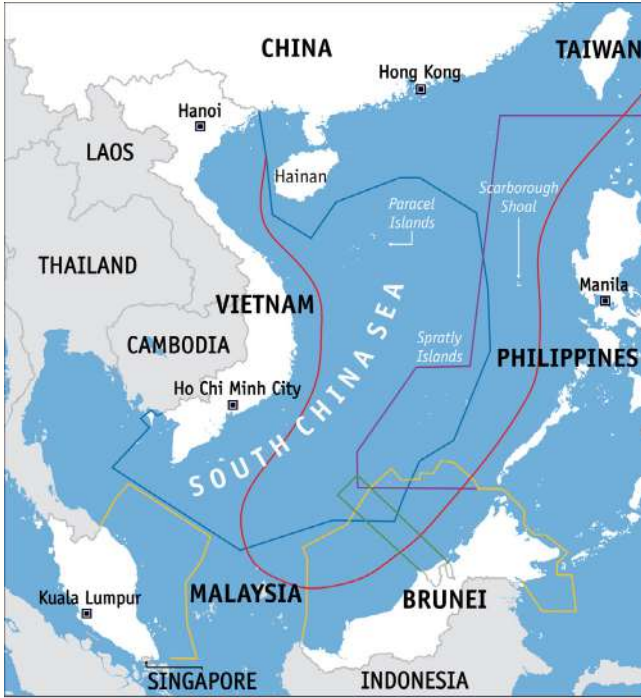 CHINA
TAIWAN
Hong Kong
Hanoi
LAOS
Hainan
Paracel
Islands
Scarborough
Shoal
THAILAND
VIETNAM
Manila
CAMBODIA
Spratly
Islands
PHILIPPINES
Ho Chi Minh City
SOUTH CHINA SEA
Kuala Lumpur
MALAYSIA
BRUNEI
SINGAPORE
INDONESIA